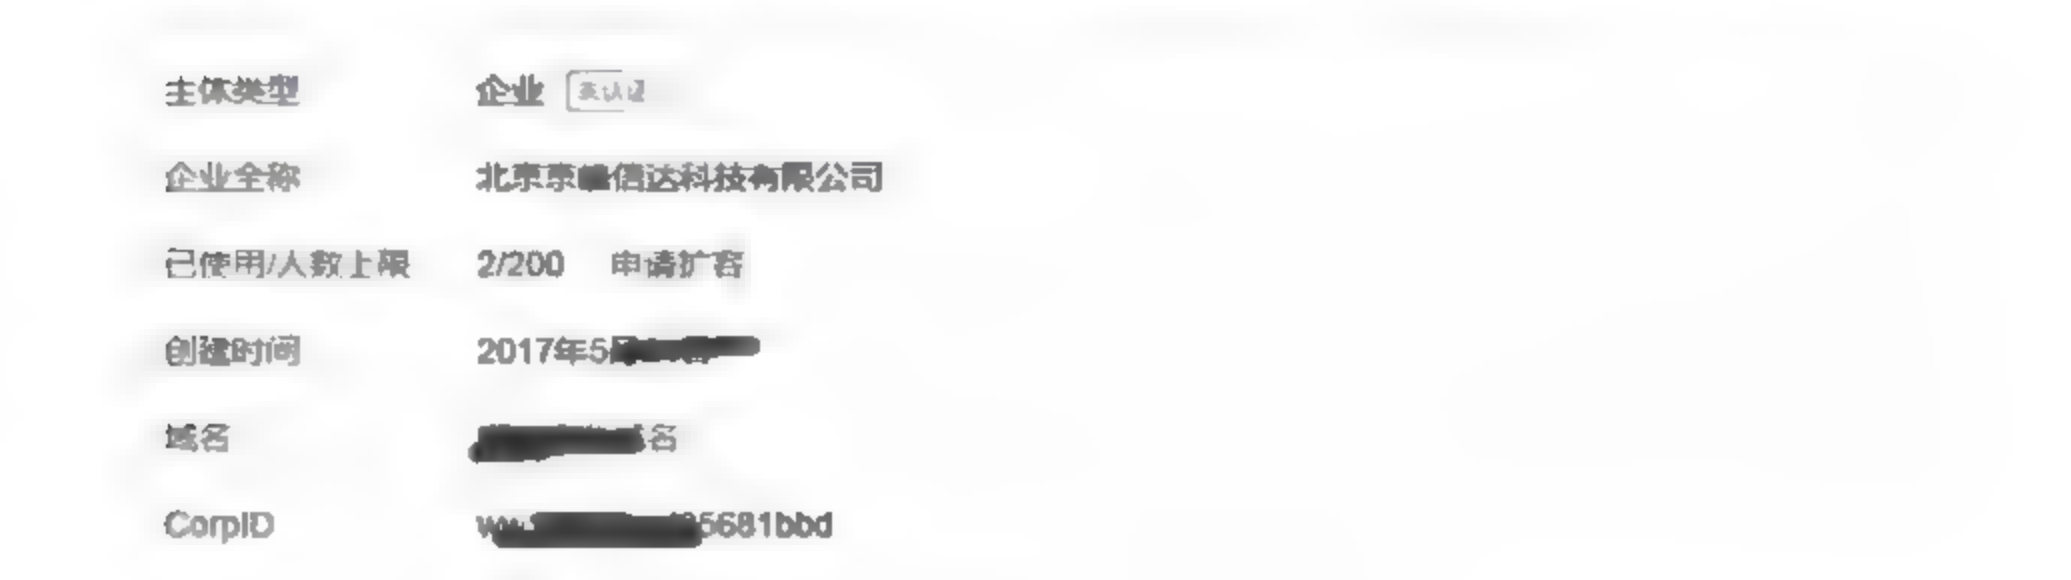 主体类型 企业
企业全称 北京京峰信达科技有限公司
已使用/人数上限 2/200 申请扩容
创建时间 2017年5月
域名 名
CorpID 5681bbd